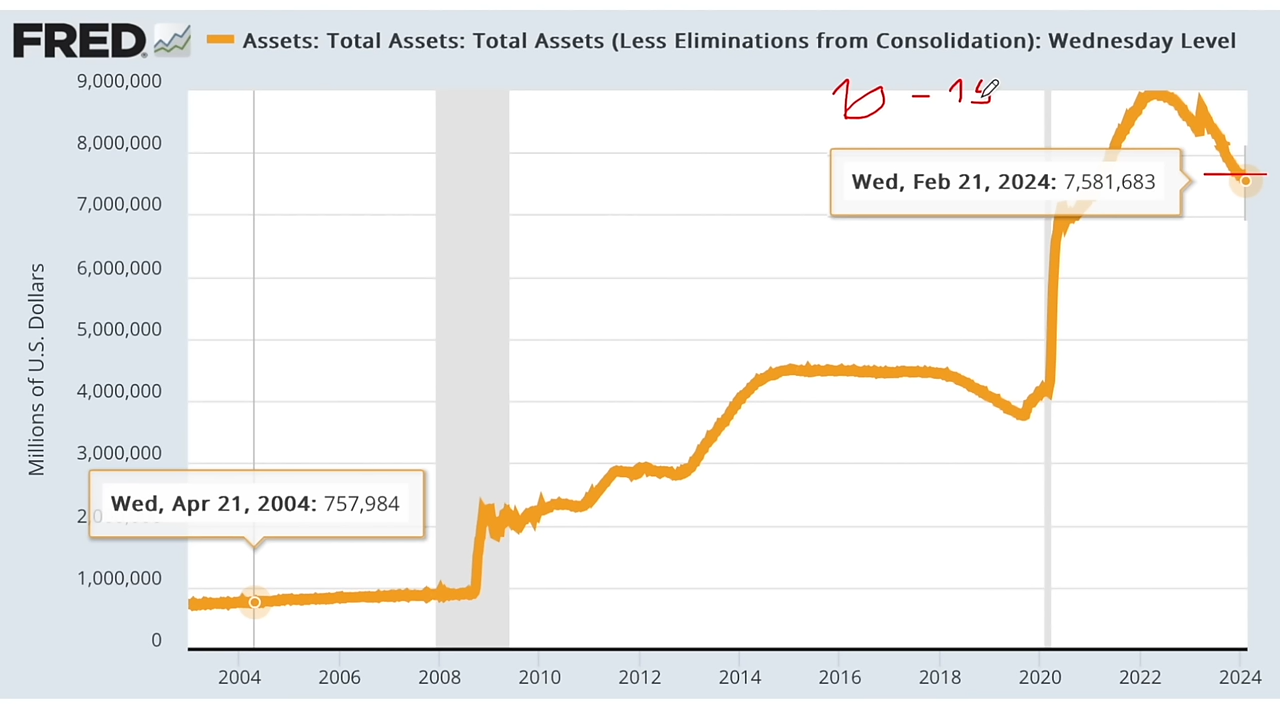 FRED Assets: Total Assets: Total Assets (Less Eliminations from Consolidation): Wednesday Level
9,000,000
8,000,000
7,000,000
6,000,000
5,000,000
4,000,000
3,000,000
1,000,000
0
Millions of U.S. Dollars
Wed, Feb 21, 2024: 7,581,683
Wed, Apr 21, 2004: 757,984
2004 2006 2008 2010 2012 2014 2016 2018 2020 2022 2024